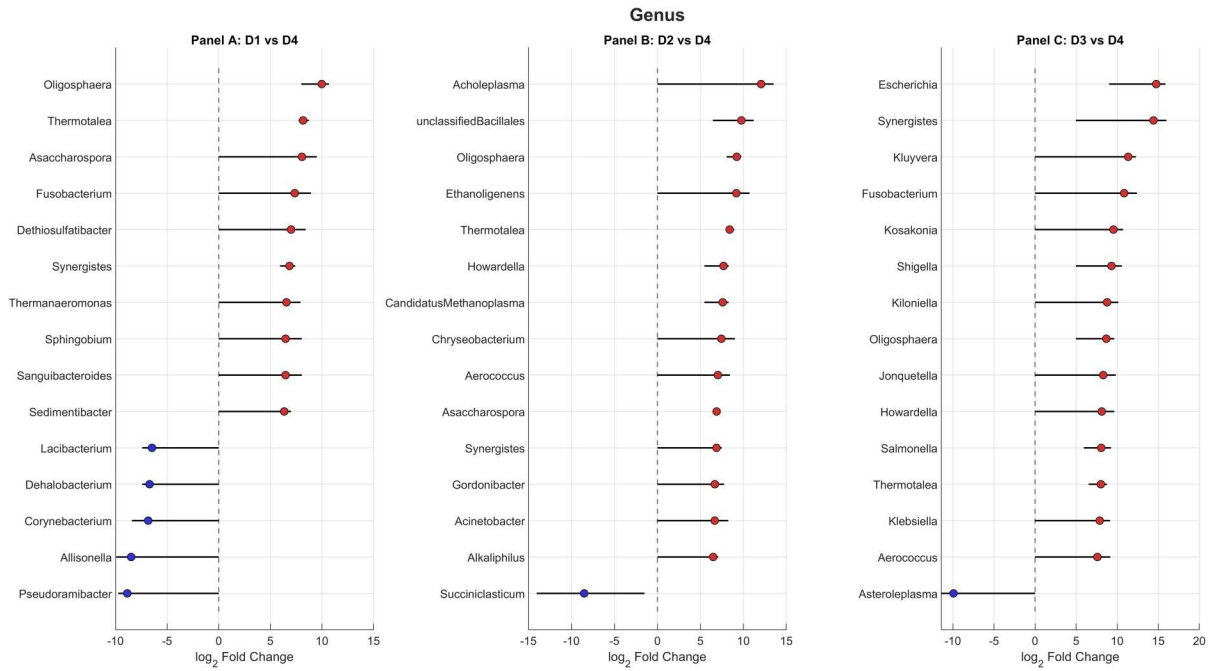 Genus
Panel A: D1 vs D4
Oligosphaera
Thermotalea
Asaccharospora
Fusobacterium
Dethiosulfatibacter
Synergistes
Thermanaeromonas
Sphingobium
Sanguibacteroides
Sedimentibacter
Lacibacterium
Dehalobacterium
Corynebacterium
Allisonella
Pseudoramibacter
-10 -5 0 5 10 15
log2 Fold Change
Panel B: D2 vs D4
Acholeplasma
unclassifiedBacillales
Oligosphaera
Ethanoligenens
Thermotalea
Howardella
CandidatusMethanoplasma
Chryseobacterium
Aerococcus
Asaccharospora
Synergistes
Gordonibacter
Acinetobacter
Alkaliphilus
Succiniclasticum
-15 -10 -5 0 5 10 15
log2 Fold Change
Panel C: D3 vs D4
Escherichia
Synergistes
Kluyvera
Fusobacterium
Kosakonia
Shigella
Kiloniella
Oligosphaera
Jonquetella
Howardella
Salmonella
Thermotalea
Klebsiella
Aerococcus
Asteroleplasma
-10 -5 0 5 10 15 20
log2 Fold Change